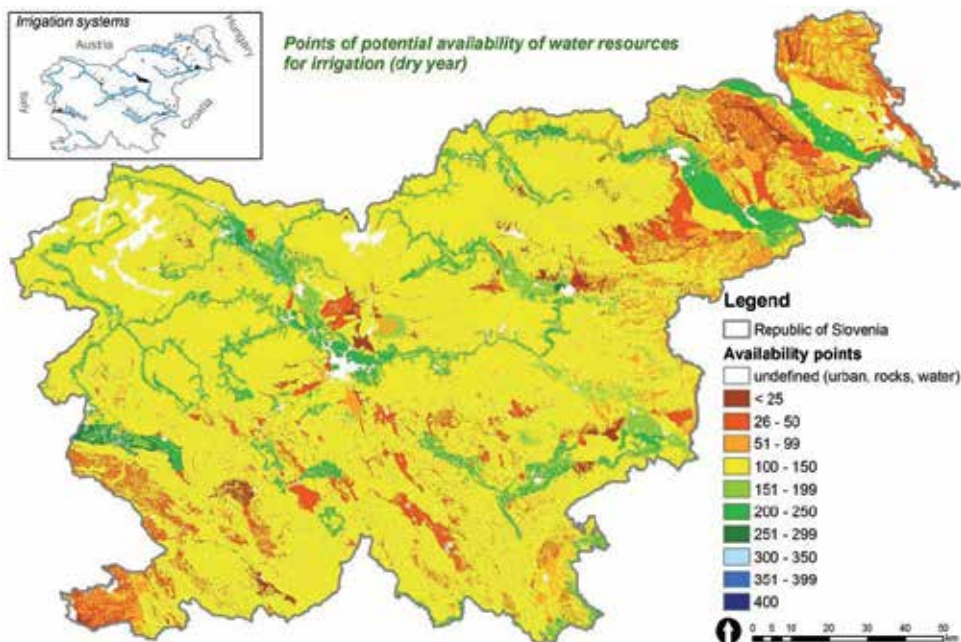 Irrigation systems
Austria
Hungary
Italy
Croatia
Points of potential availability of water resources
for irrigation (dry year)
Legend
Republic of Slovenia
Availability points
undefined (urban, rocks, water)
< 25
26 - 50
51 - 99
100 - 150
151 - 199
200 - 250
251 - 299
300 - 350
351 - 399
400
0 5 10 20 30 40 50
km